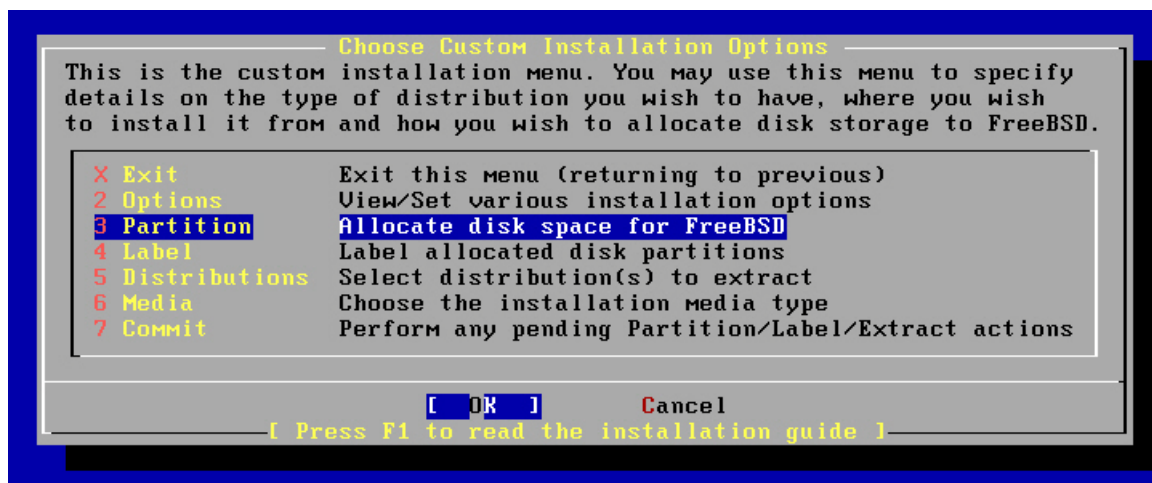 Choose Custom Installation Options
This is the custom installation menu. You may use this menu to specify
details on the type of distribution you wish to have, where you wish
to install it from and how you wish to allocate disk storage to FreeBSD.
X Exit Exit this menu (returning to previous)
2 Options View/Set various installation options
3 Partition Allocate disk space for FreeBSD
4 Label Label allocated disk partitions
5 Distributions Select distribution(s) to extract
6 Media Choose the installation media type
7 Commit Perform any pending Partition/Label/Extract actions
[ OK ] Cancel
[ Press F1 to read the installation guide ]